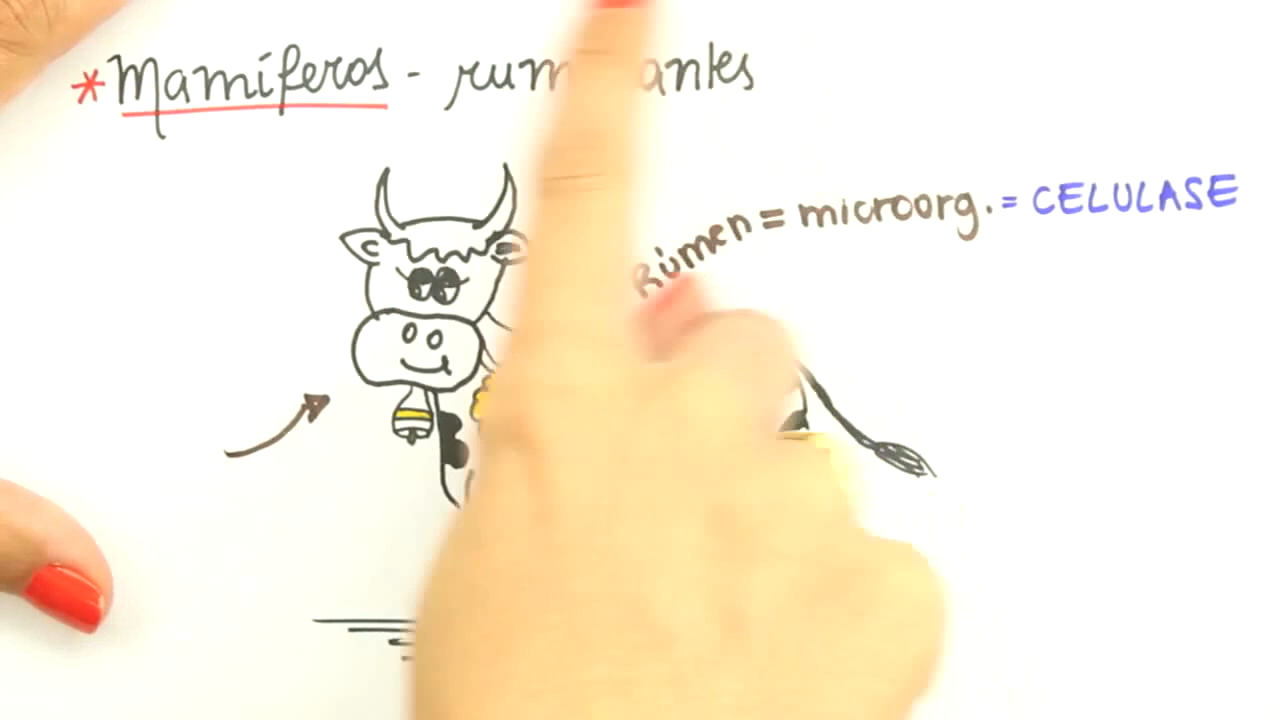 *Mamíferos - rum antes
Rúmen = microorg. = CELULASE